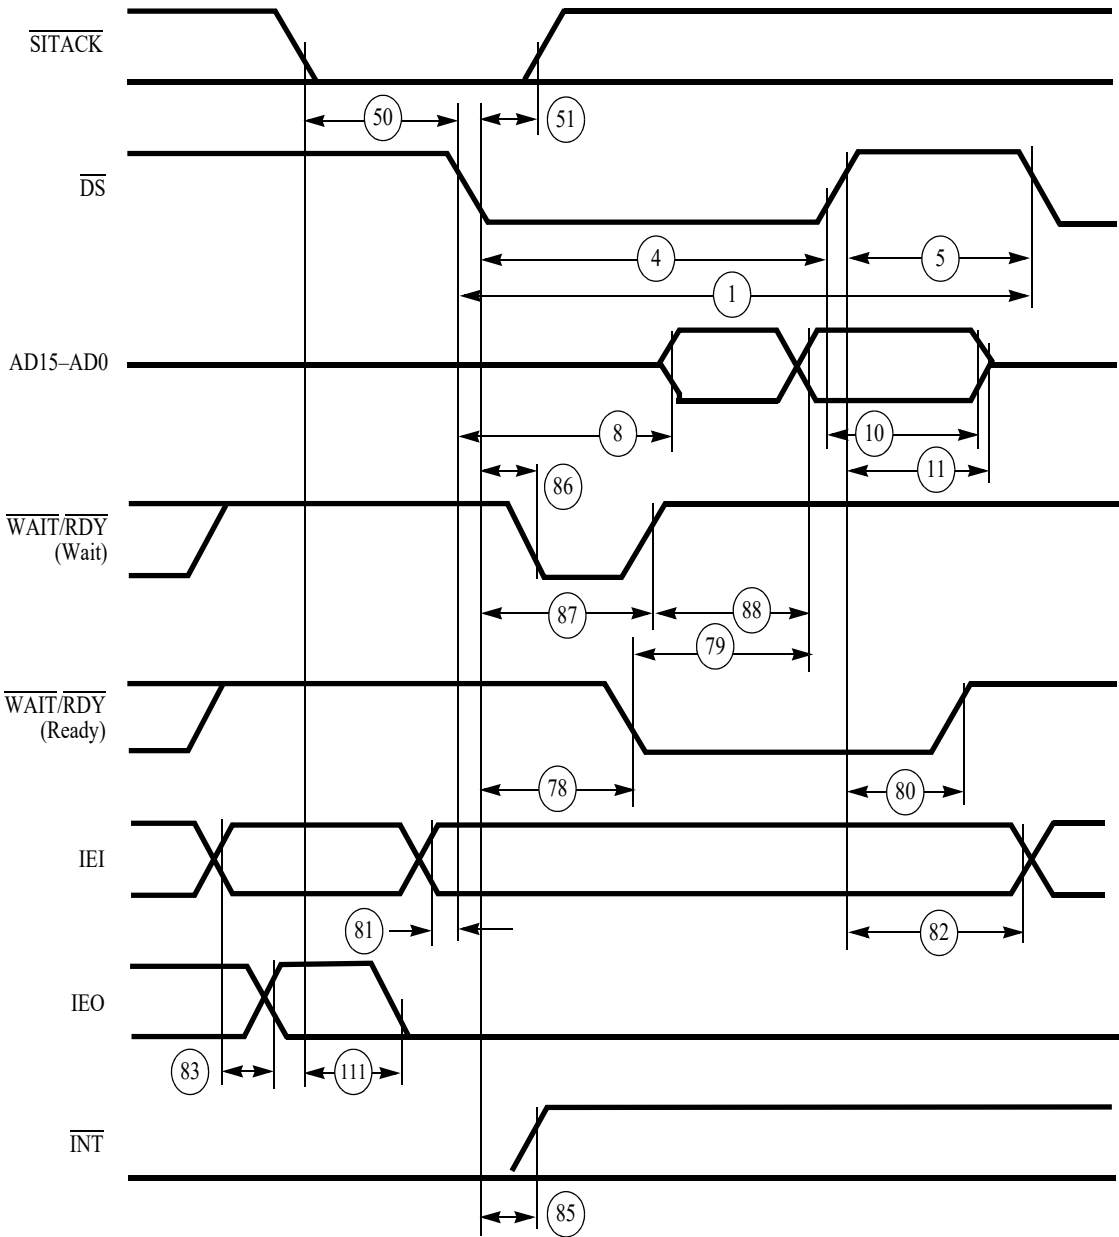 SITACK
50
51
DS
4
5
1
AD15–AD0
8
10
11
86
WAIT/RDY
(Wait)
87
88
79
WAIT/RDY
(Ready)
78
80
IEI
81
82
IEO
83
111
INT
85